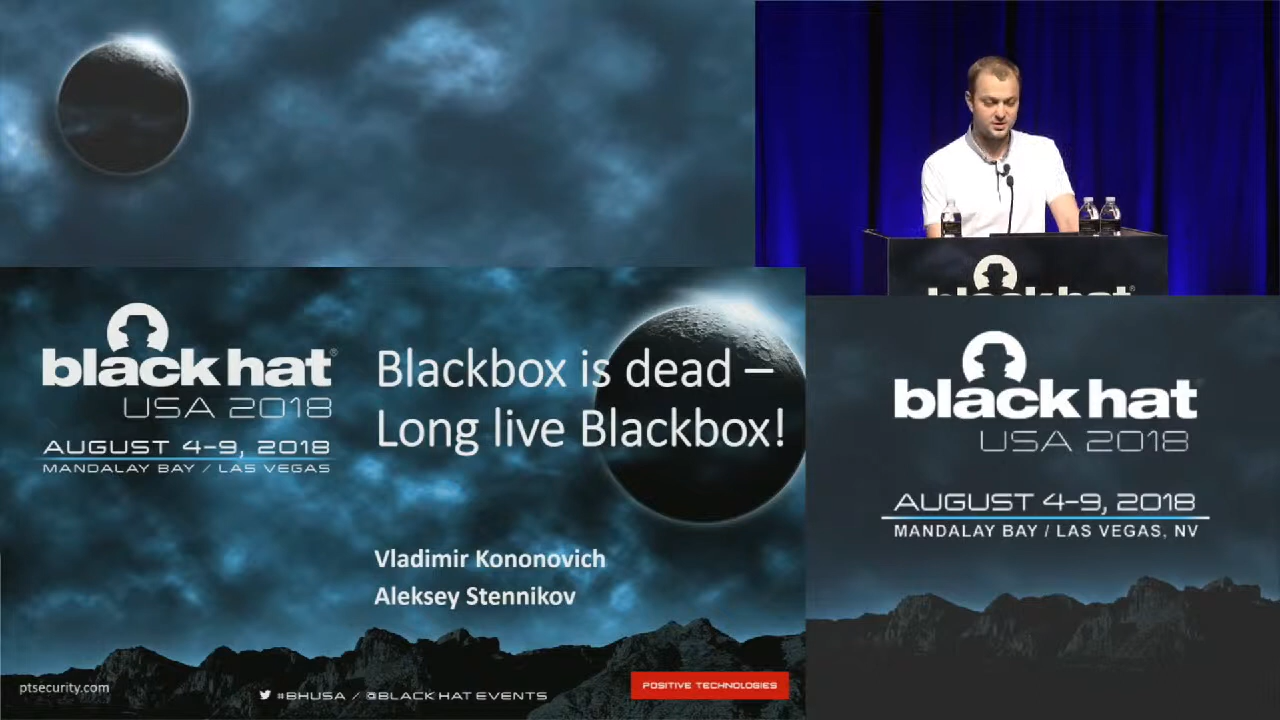 black hat®
USA 2018
AUGUST 4-9, 2018
MANDALAY BAY / LAS VEGAS
Blackbox is dead –
Long live Blackbox!
Vladimir Kononovich
Aleksey Stennikov
ptsecurity.com
#BHUSA / @BLACK HAT EVENTS
POSITIVE TECHNOLOGIES
black hat
black hat
USA 2018
AUGUST 4-9, 2018
MANDALAY BAY / LAS VEGAS, NV